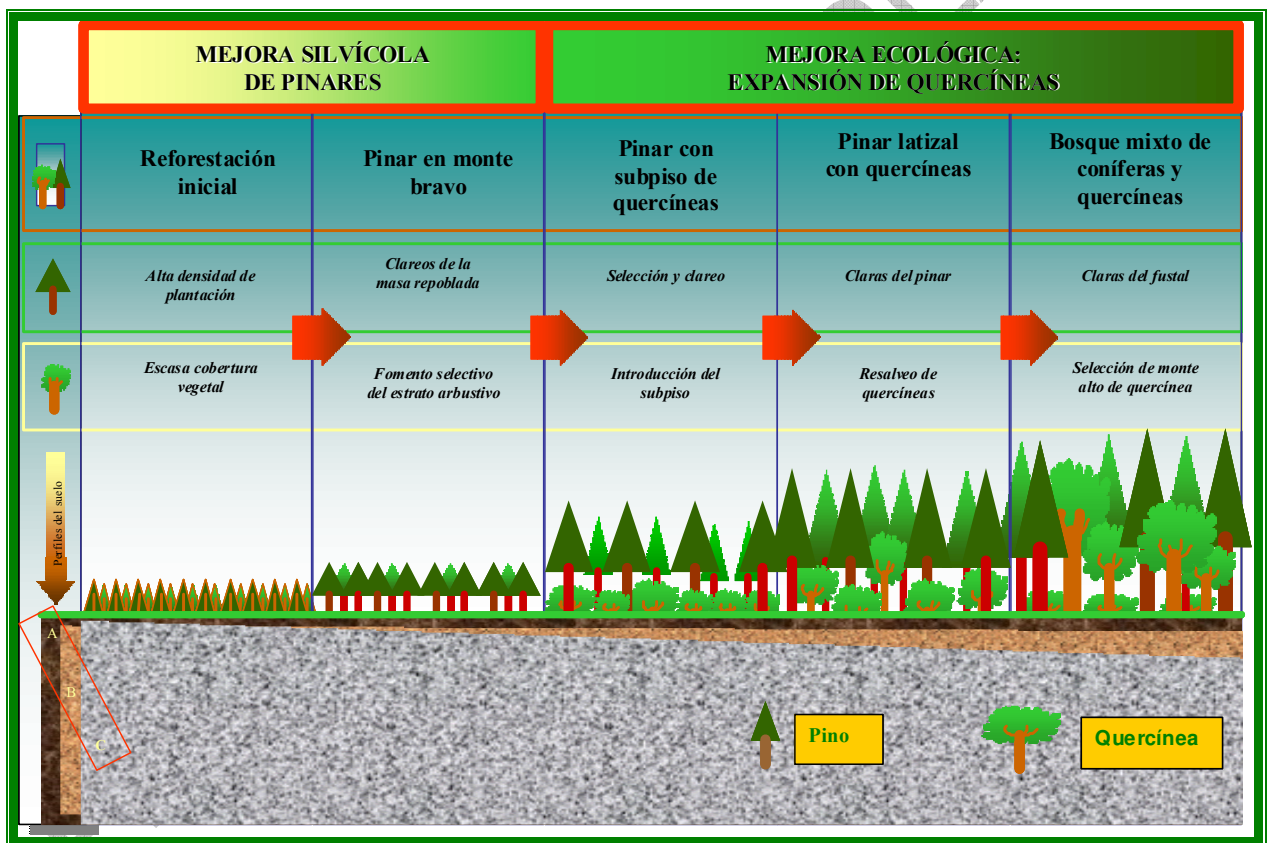 MEJORA SILVÍCOLA
DE PINARES
MEJORA ECOLÓGICA:
EXPANSIÓN DE QUERCÍNEAS
Reforestación
inicial
Pinar en monte
bravo
Pinar con
subpiso de
quercíneas
Pinar latizal
con quercíneas
Bosque mixto de
coníferas y
quercíneas
Alta densidad de
plantación
Clareos de la
masa repoblada
Selección y clareo
Claras del pinar
Claras del fustal
Escasa cobertura
vegetal
Fomento selectivo
del estrato arbustivo
Introducción del
subpiso
Resalveo de
quercíneas
Selección de monte
alto de quercínea
Perfiles del suelo
A
B
C
Pino
Quercínea